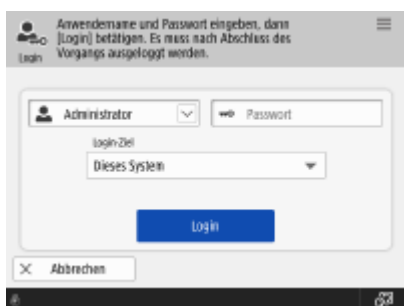 Anwendername und Passwort eingeben, dann
[Login] betätigen. Es muss nach Abschluss des
Vorgangs ausgeloggt werden.
Login
Administrator
Passwort
Login-Ziel
Dieses System
Login
Abbrechen